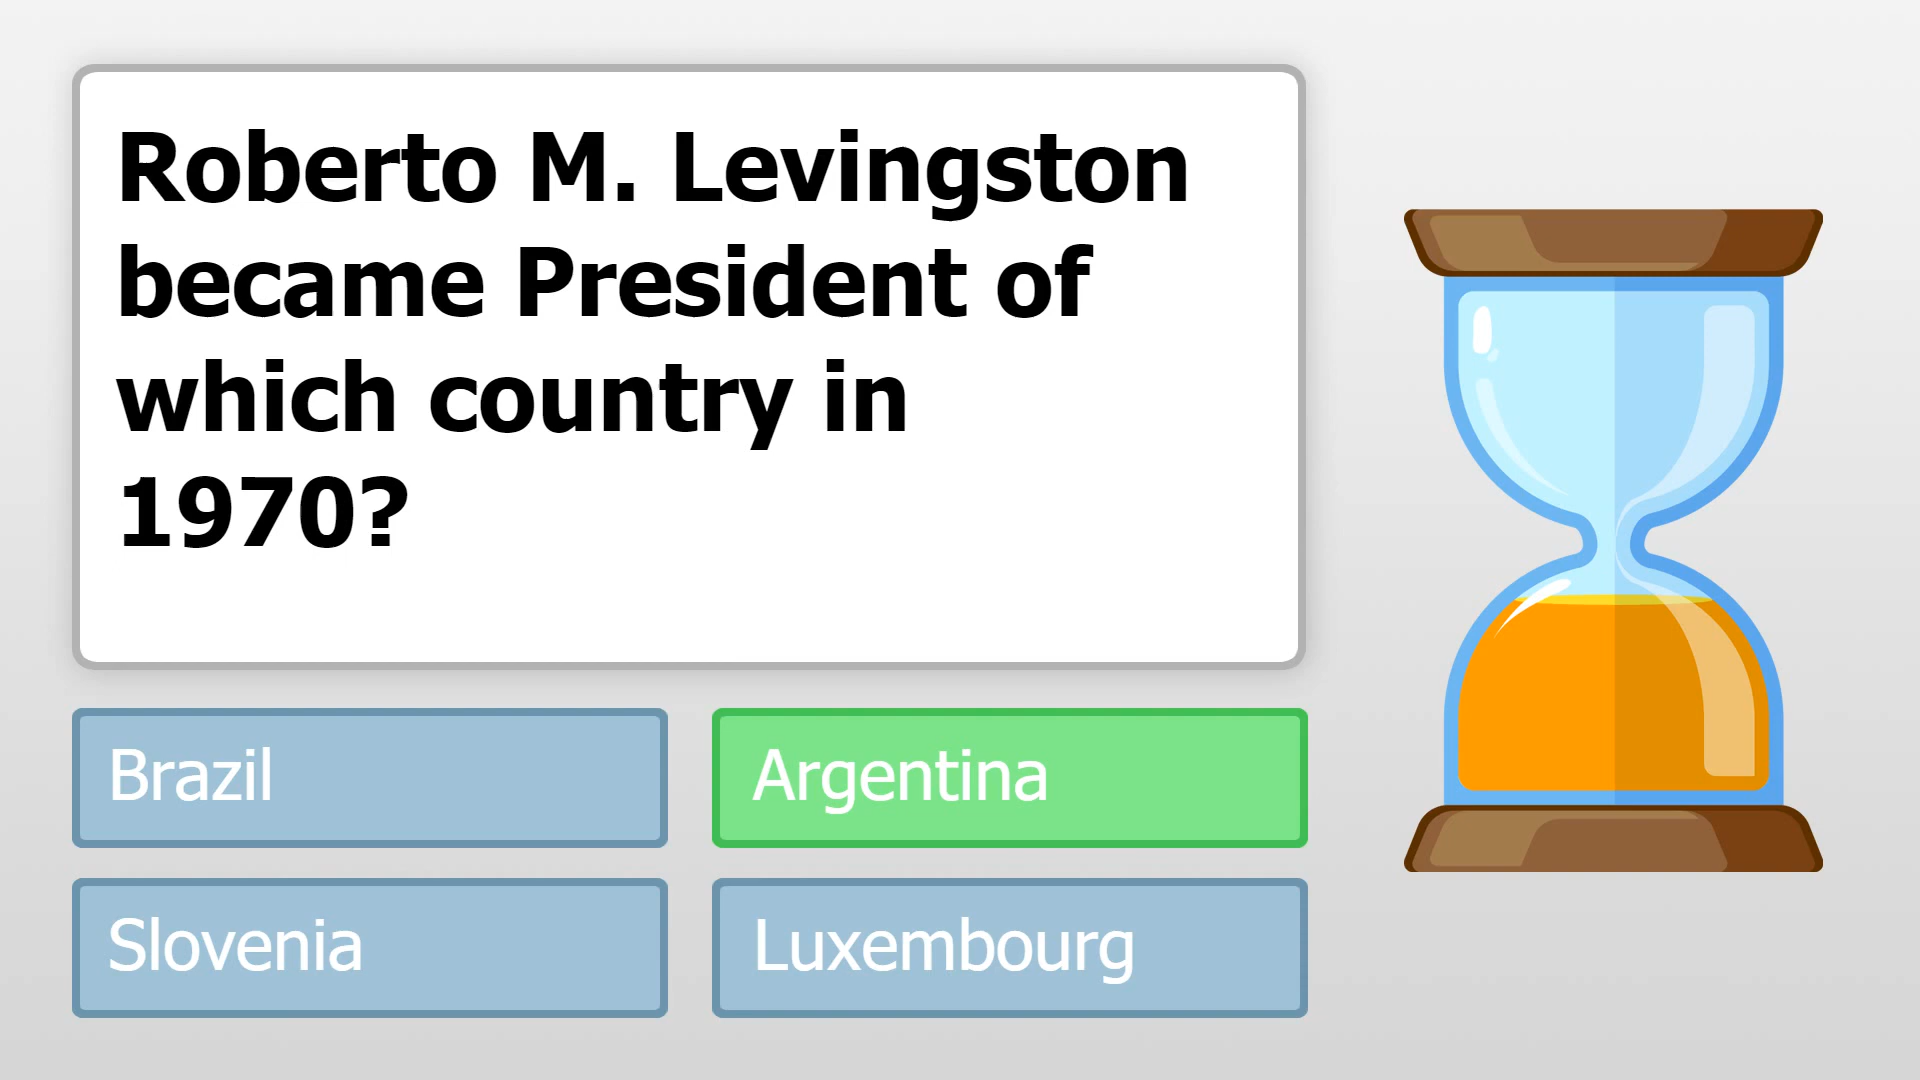 Roberto M. Levingston
became President of
which country in
1970?
Brazil
Argentina
Slovenia
Luxembourg